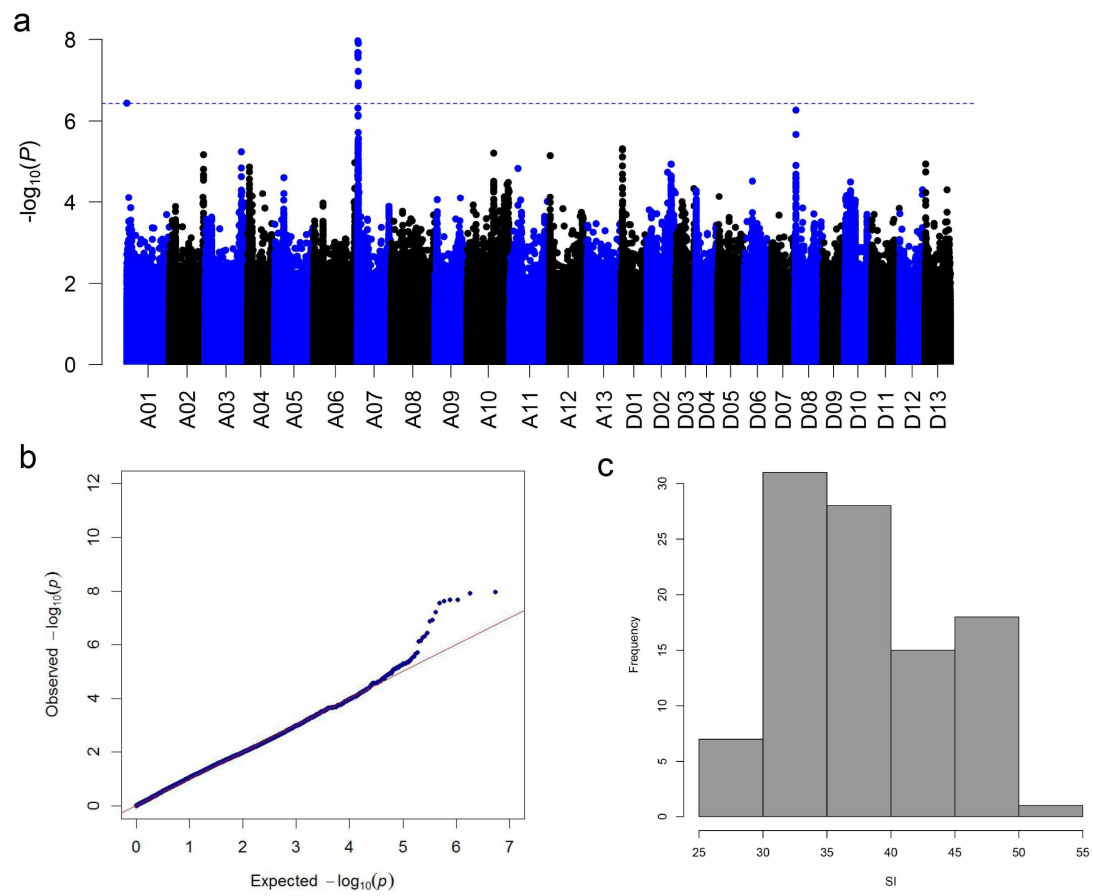 a
8
6
4
2
0
-log10(P)
A01 A02 A03 A04 A05 A06 A07 A08 A09 A10 A11 A12 A13 D01 D02 D03 D04 D05 D06 D07 D08 D09 D10 D11 D12 D13
b
12
10
8
6
4
2
0
Observed −log10(p)
0 1 2 3 4 5 6 7
Expected −log10(p)
c
30
25
20
15
10
5
0
Frequency
25 30 35 40 45 50 55
SI